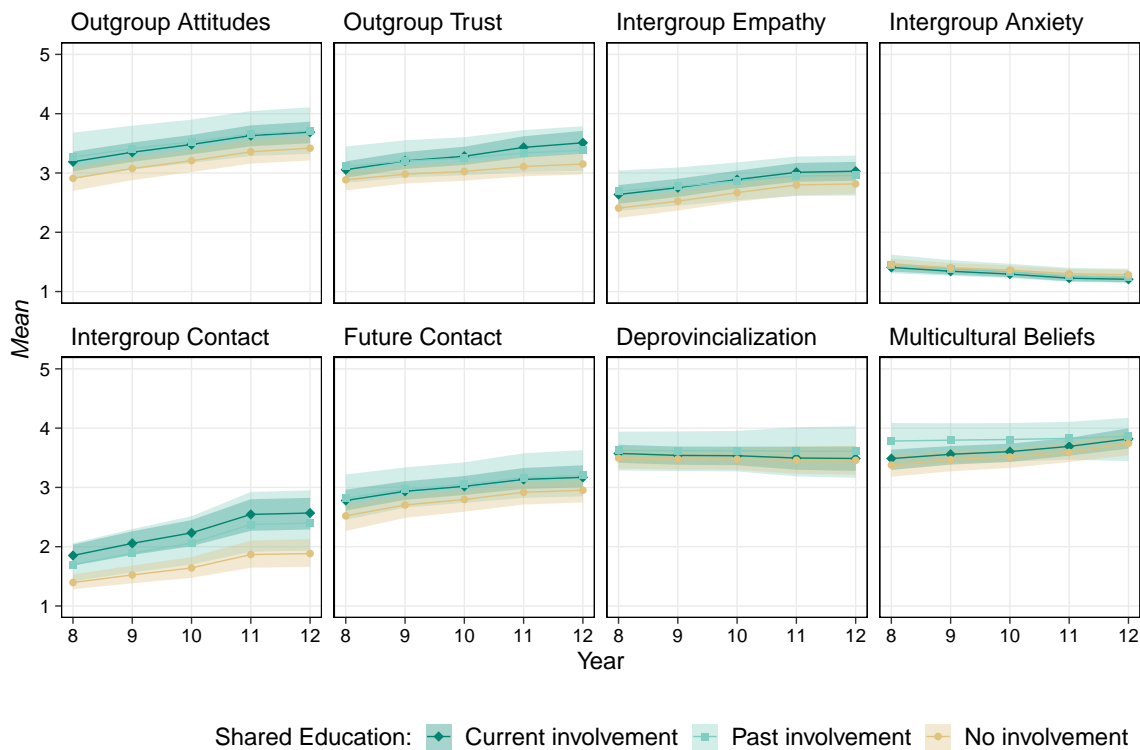 Outgroup Attitudes Outgroup Trust Intergroup Empathy Intergroup Anxiety
5
4
3
2
1
Mean
Intergroup Contact Future Contact Deprovincialization Multicultural Beliefs
5
4
3
2
1
8 9 10 11 12 8 9 10 11 12 8 9 10 11 12 8 9 10 11 12
Year
Shared Education: Current involvement Past involvement No involvement